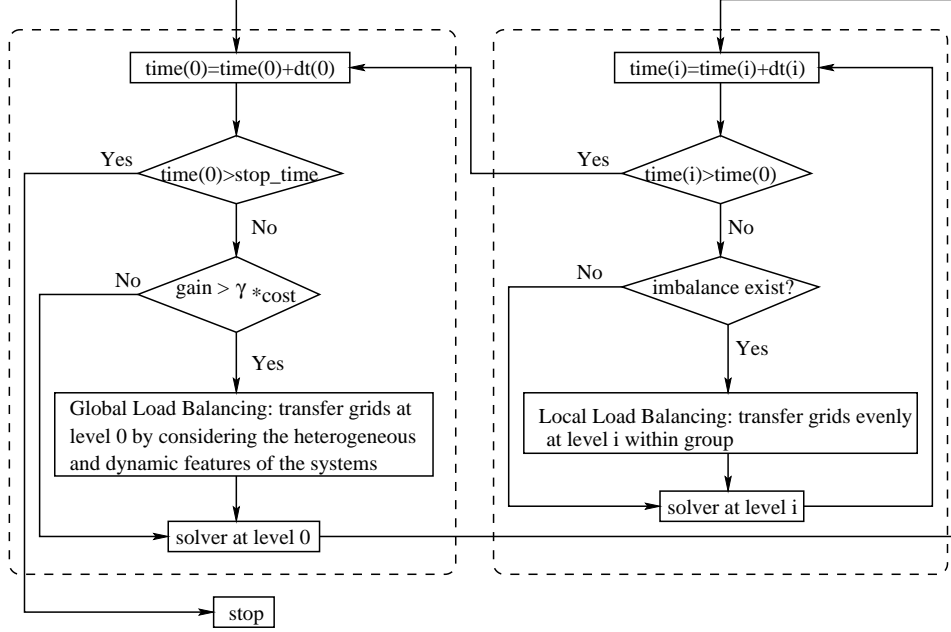 time(0)=time(0)+dt(0)
Yes
time(0)>stop_time
No
No
gain > γ *cost
Yes
Global Load Balancing: transfer grids at
level 0 by considering the heterogeneous
and dynamic features of the systems
solver at level 0
stop
time(i)=time(i)+dt(i)
Yes
time(i)>time(0)
No
No
imbalance exist?
Yes
Local Load Balancing: transfer grids evenly
at level i within group
solver at level i